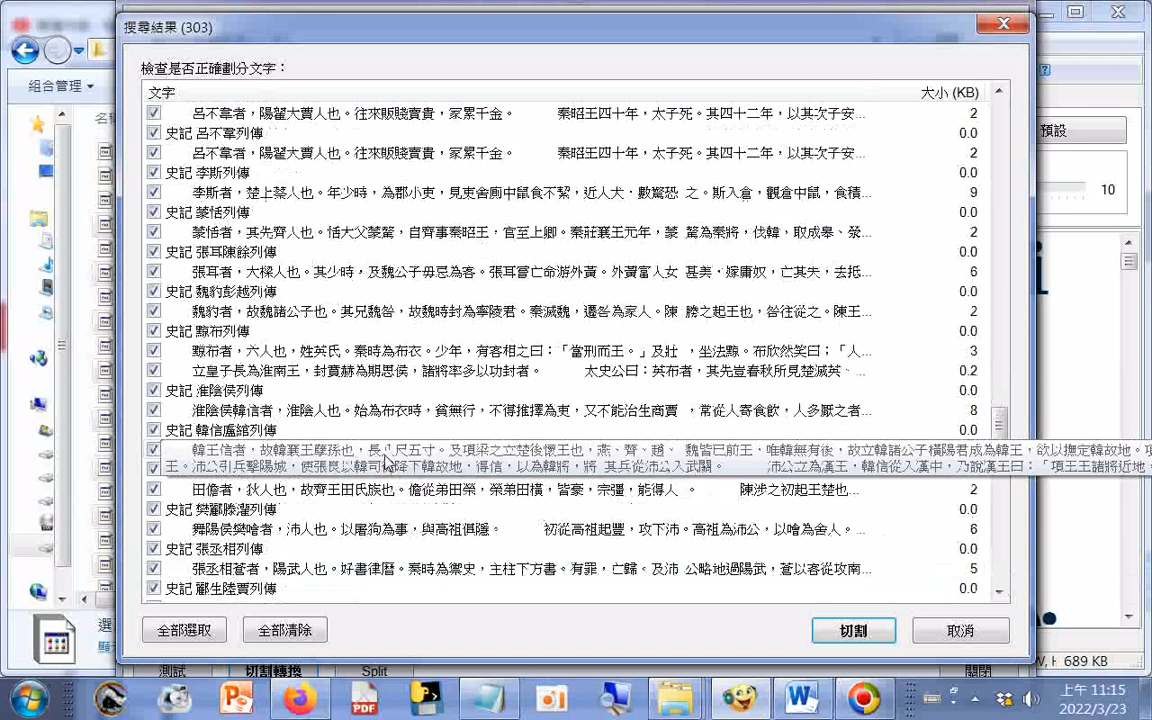 搜尋結果 (303)
檢查是否正確劃分文字：
文字 大小 (KB)
呂不韋者，陽翟大賈人也。往來販賤賣貴，家累千金。 秦昭王四十年，太子死。其四十二年，以其次子安... 2
史記 呂不韋列傳 0.0
呂不韋者，陽翟大賈人也。往來販賤賣貴，家累千金。 秦昭王四十年，太子死。其四十二年，以其次子安... 2
史記 李斯列傳 0.0
李斯者，楚上蔡人也。年少時，為郡小吏，見吏舍廁中鼠食不絜，近人犬，數驚恐 之。斯入倉，觀倉中鼠，食積... 9
史記 蒙恬列傳 0.0
蒙恬者，其先齊人也。恬大父蒙驁，自齊事秦昭王，官至上卿。秦莊襄王元年，蒙 驁為秦將，伐韓，取成皋、滎... 2
史記 張耳陳餘列傳 0.0
張耳者，大梁人也。其少時，及魏公子毋忌為客。張耳嘗亡命游外黃。外黃富人女 甚美，嫁庸奴，亡其夫，去抵... 6
史記 魏豹彭越列傳 0.0
魏豹者，故魏諸公子也。其兄魏咎，故魏時封為寧陵君。秦滅魏，遷咎為家人。陳 勝之起王也，咎往從之。陳王... 2
史記 黥布列傳 0.0
黥布者，六人也，姓英氏。秦時為布衣。少年，有客相之曰：「當刑而王。」及壯 ，坐法黥。布欣然笑曰；「人... 3
立皇子長為淮南王，封賁赫為期思侯，諸將率多以功封者。 太史公曰：英布者，其先豈春秋所見楚滅英、... 0.2
史記 淮陰侯列傳 0.0
淮陰侯韓信者，淮陰人也。始為布衣時，貧無行，不得推擇為吏，又不能治生商賈 ，常從人寄食飲，人多厭之者... 8
史記 韓信盧綰列傳 0.0
韓王信者，故韓襄王孽孫也，長八尺五寸。及項梁之立楚後懷王也，燕、齊、趙、 魏皆已前王，唯韓無有後，故立韓諸公子橫陽君成為韓王，欲以撫定韓故地。項
王。沛公引兵擊陽城，使張良以韓司徒降下韓故地，得信，以為韓將，將 其兵從沛公入武關。 沛公立為漢王，韓信從入漢中，乃說漢王曰：「項王王諸將近地，
田儋者，狄人也，故齊王田氏族也。儋從弟田榮，榮弟田橫，皆豪，宗彊，能得人 。 陳涉之初起王楚也... 2
史記 樊酈滕灌列傳 0.0
舞陽侯樊噲者，沛人也。以屠狗為事，與高祖俱隱。 初從高祖起豐，攻下沛。高祖為沛公，以噲為舍人。... 6
史記 張丞相列傳 0.0
張丞相蒼者，陽武人也。好書律曆。秦時為禦史，主柱下方書。有罪，亡歸。及沛 公略地過陽武，蒼以客從攻南... 5
史記 酈生陸賈列傳 0.0
全部選取 全部清除 切割 取消
組合管理
預設
10
測試 切割轉換 Split 關閉
689 KB
上午 11:15
2022/3/23